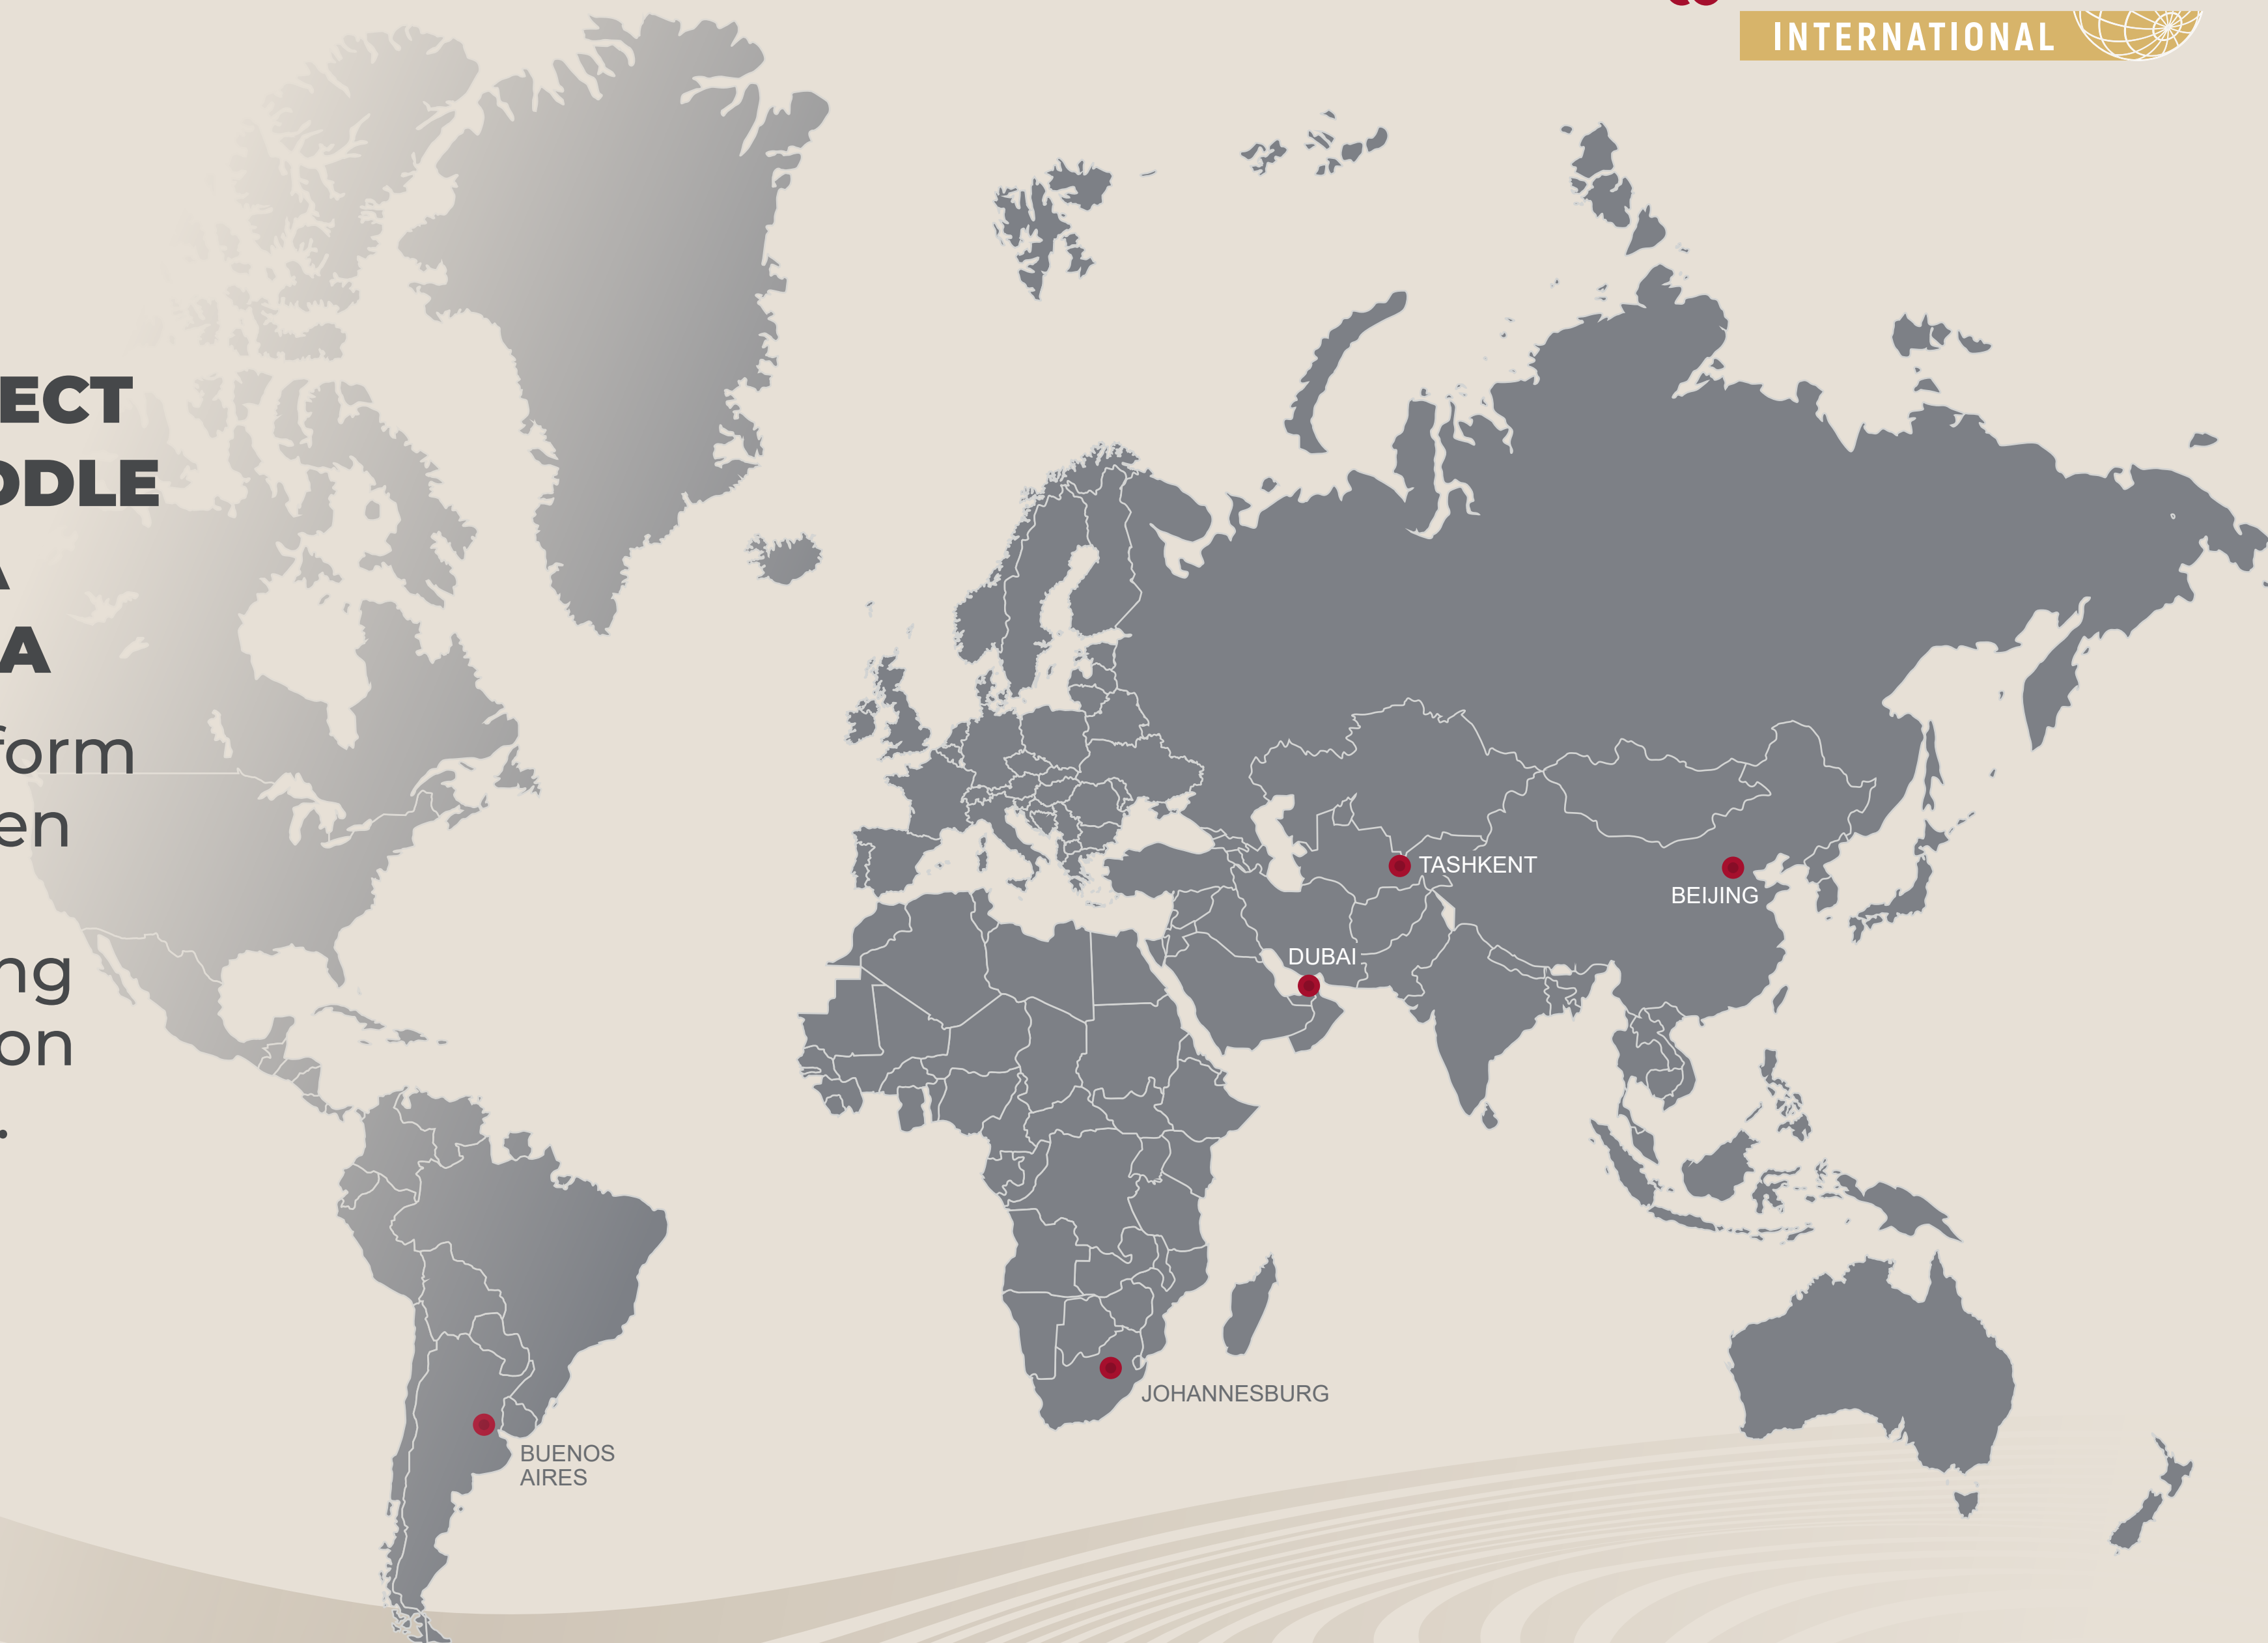 INTERNATIONAL
ECT
DDLE
A
A
form
en
ng
on
.
TASHKENT
BEIJING
DUBAI
JOHANNESBURG
BUENOS
AIRES